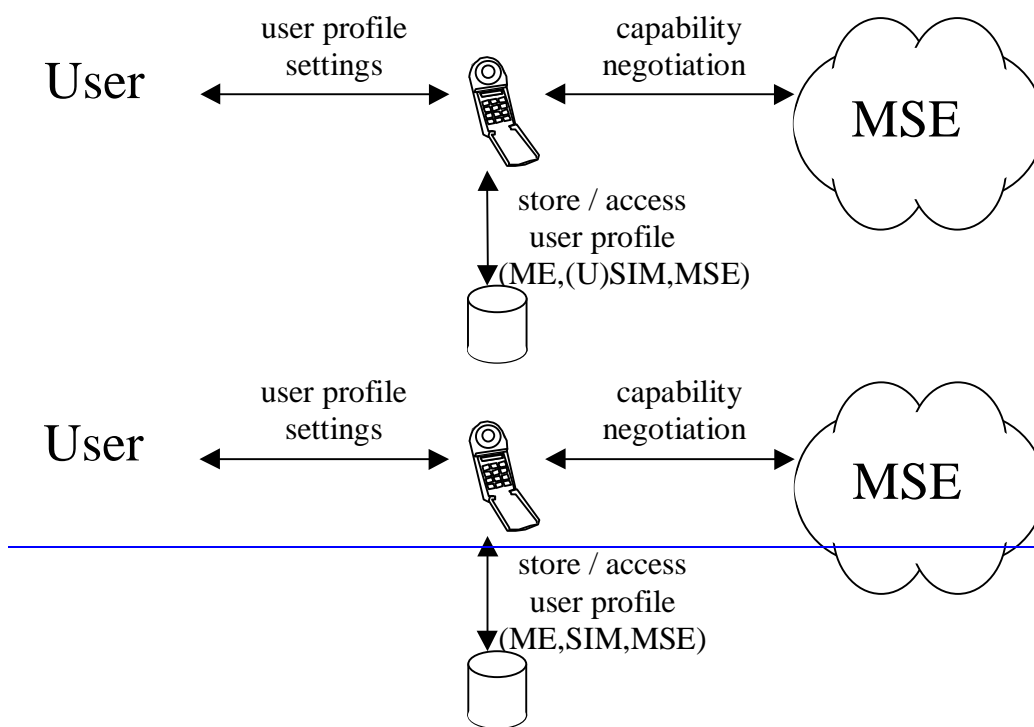 user profile
settings
capability
negotiation
User
MSE
store / access
user profile
(ME,(U)SIM,MSE)
user profile
settings
capability
negotiation
User
MSE
store / access
user profile
(ME,SIM,MSE)